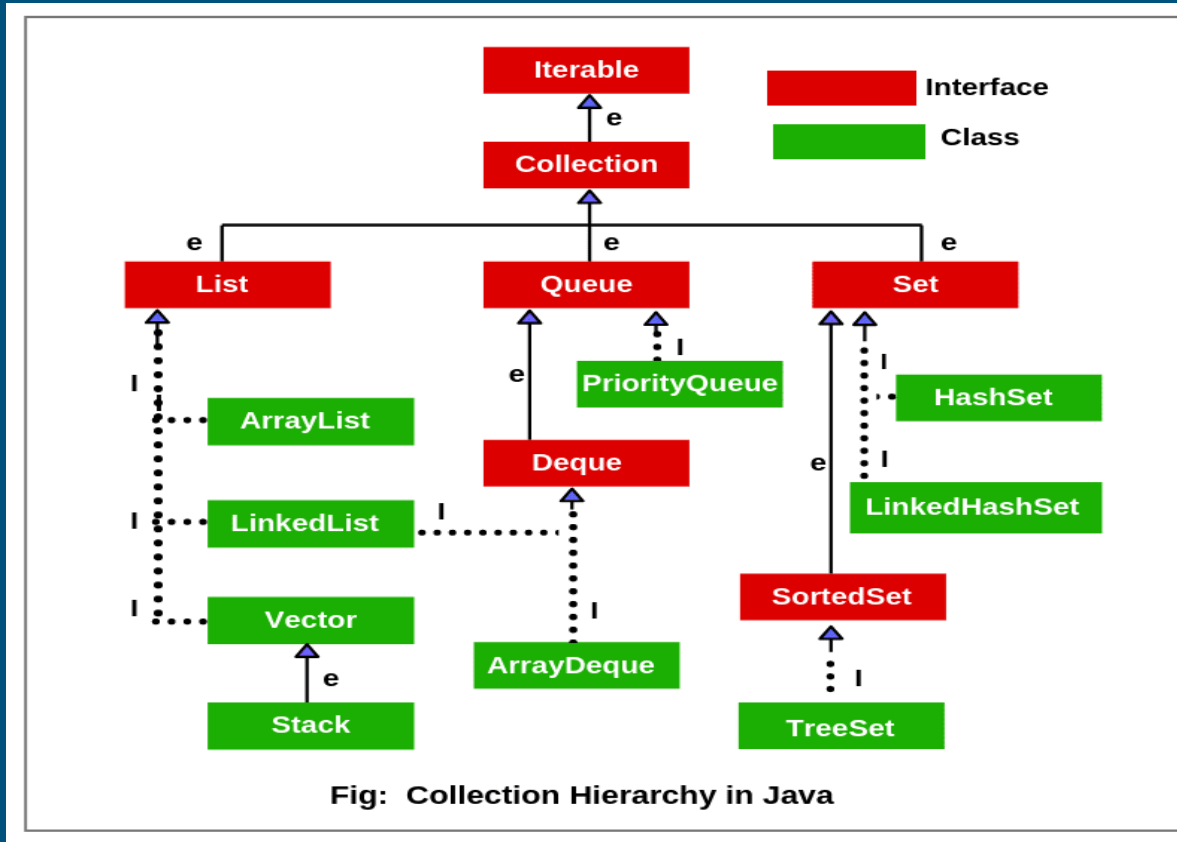 Iterable
Interface
e
Class
Collection
e
e
e
List
Queue
Set
I
I
I
e
PriorityQueue
HashSet
ArrayList
Deque
e
I
LinkedHashSet
I
LinkedList
I
SortedSet
I
Vector
I
ArrayDeque
I
e
Stack
TreeSet
Fig: Collection Hierarchy in Java